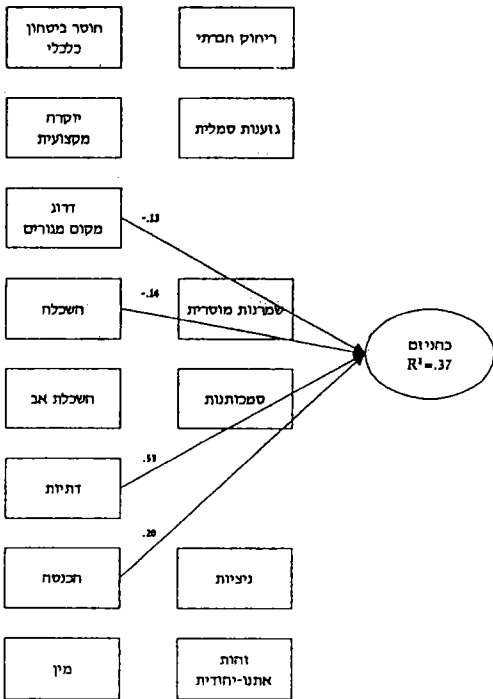 חוסר ביטחון
כלכלי
ריחוק חברתי
יוקרה
מקצועית
גזענות סמלית
דרוג
מקום מגורים
-.13
השכלה
-.14
שמרנות מוסרית
כהניזם
R²=.37
השכלת אב
סמכותנות
דתיות
.51
הכנסה
.20
ניציות
מין
זהות
אתנו-יהודית